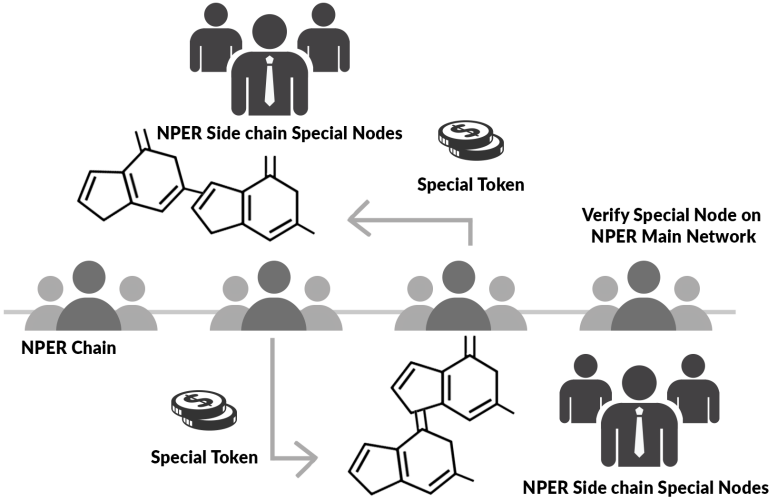 NPER Side chain Special Nodes
Special Token
Verify Special Node on
NPER Main Network
NPER Chain
Special Token
NPER Side chain Special Nodes